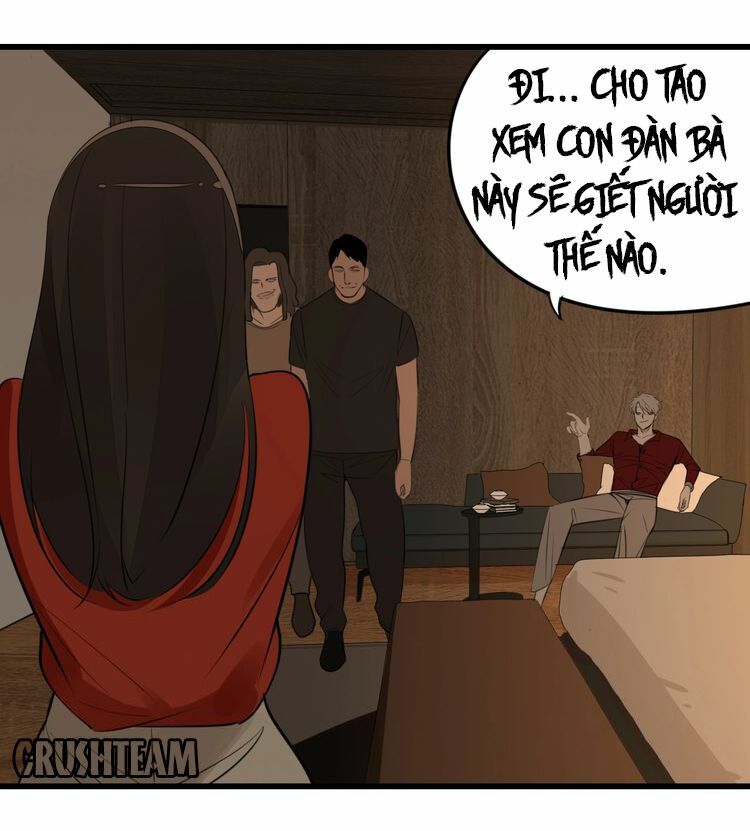 ĐI... CHO TAO
XEM CON ĐÀN BÀ
NÀY SẼ GIẾT NGƯỜI
THẾ NÀO.
CRUSHTEAM